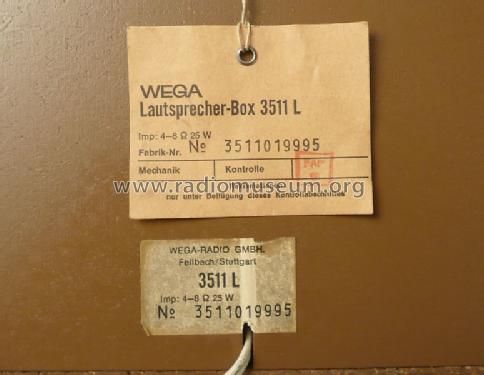 WEGA
Lautsprecher-Box 3511 L
Imp: 4-8 Ω 25 W
Fabrik-Nr. № 3511019995
Mechanik Kontrolle
www.radiomuseum.org
nur unter Beifügung dieses Kontrollabschnittes
WEGA-RADIO GMBH.
Fellbach/Stuttgart
3511 L
Imp: 4-8 Ω 25 W
№ 3511019995